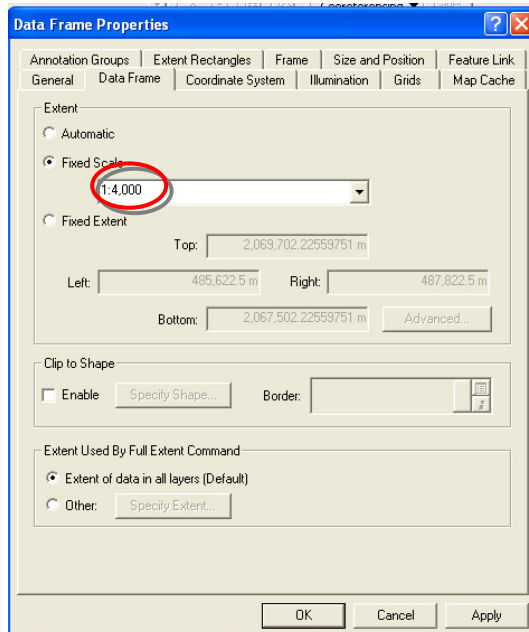 Georeferencing
Data Frame Properties
Annotation Groups Extent Rectangles Frame Size and Position Feature Link
General Data Frame Coordinate System Illumination Grids Map Cache
Extent
Automatic
Fixed Scale
1:4,000
Fixed Extent
Top: 2,069,702.22559751 m
Left: 485,622.5 m Right: 487,822.5 m
Bottom: 2,067,502.22559751 m Advanced...
Clip to Shape
Enable Specify Shape... Border:
Extent Used By Full Extent Command
Extent of data in all layers (Default)
Other: Specify Extent...
OK Cancel Apply